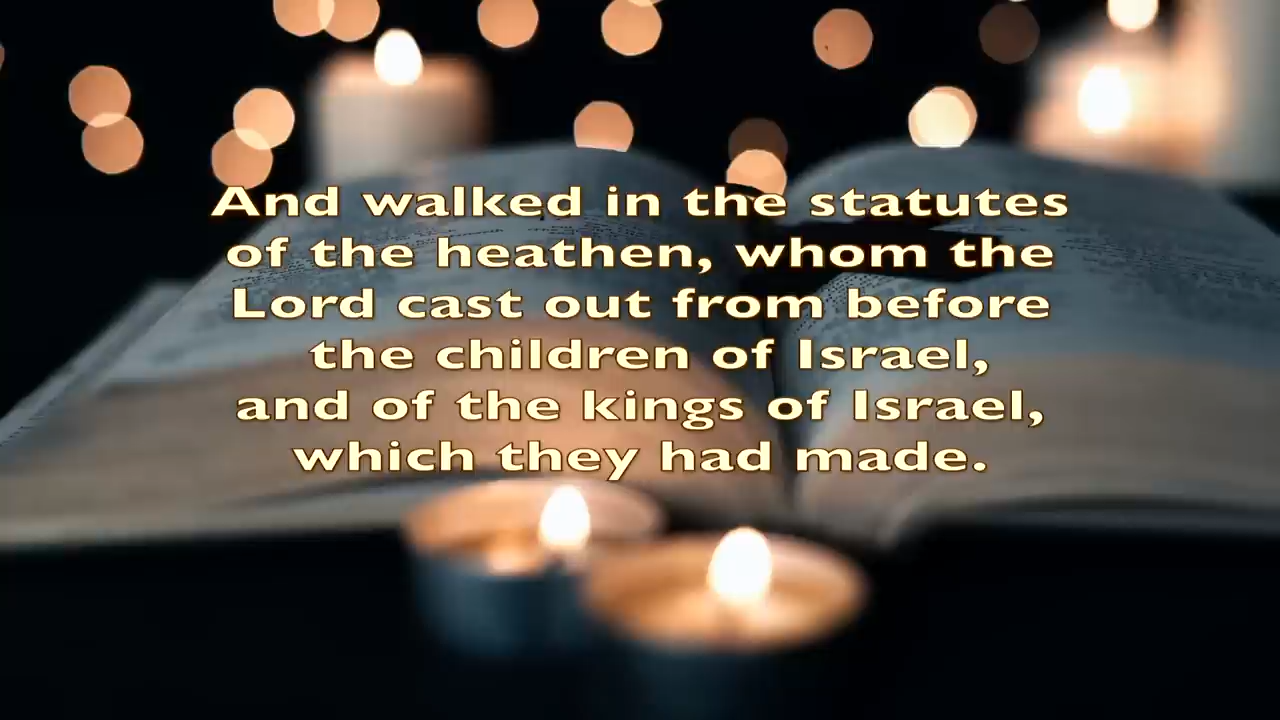 And walked in the statutes
of the heathen, whom the
Lord cast out from before
the children of Israel,
and of the kings of Israel,
which they had made.